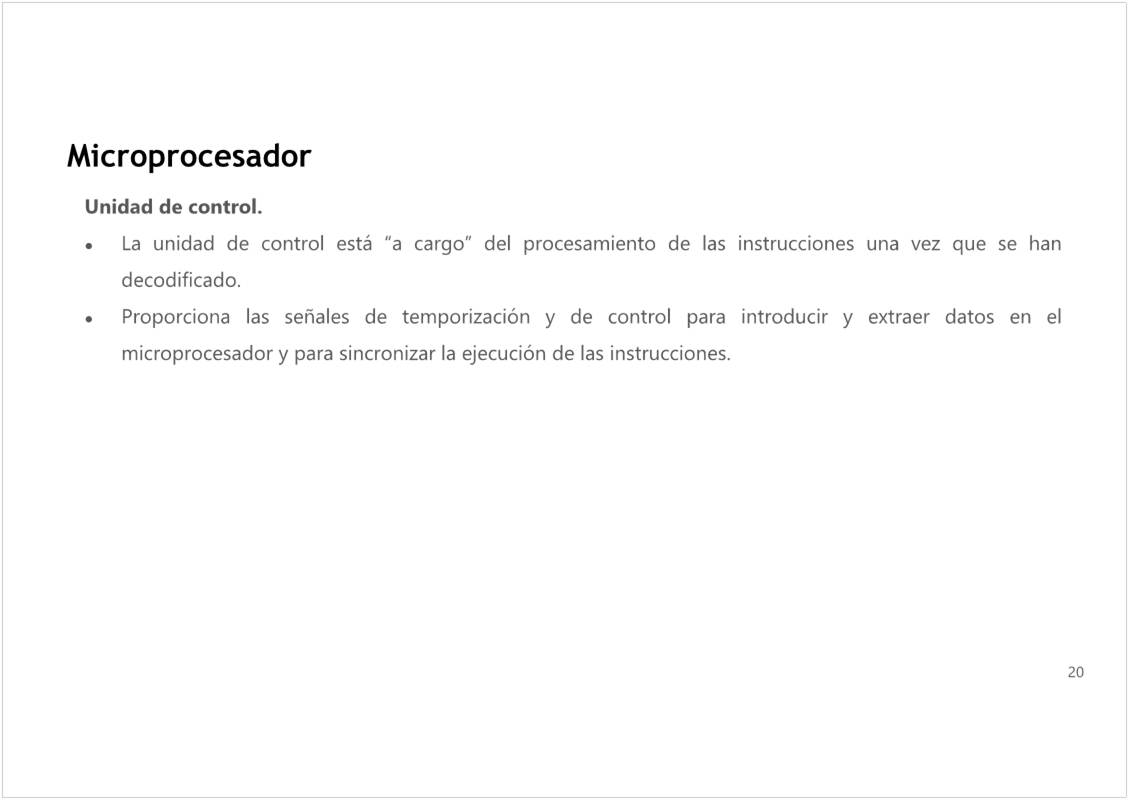 Microprocesador
Unidad de control.
● La unidad de control está “a cargo” del procesamiento de las instrucciones una vez que se han
decodificado.
● Proporciona las señales de temporización y de control para introducir y extraer datos en el
microprocesador y para sincronizar la ejecución de las instrucciones.
20